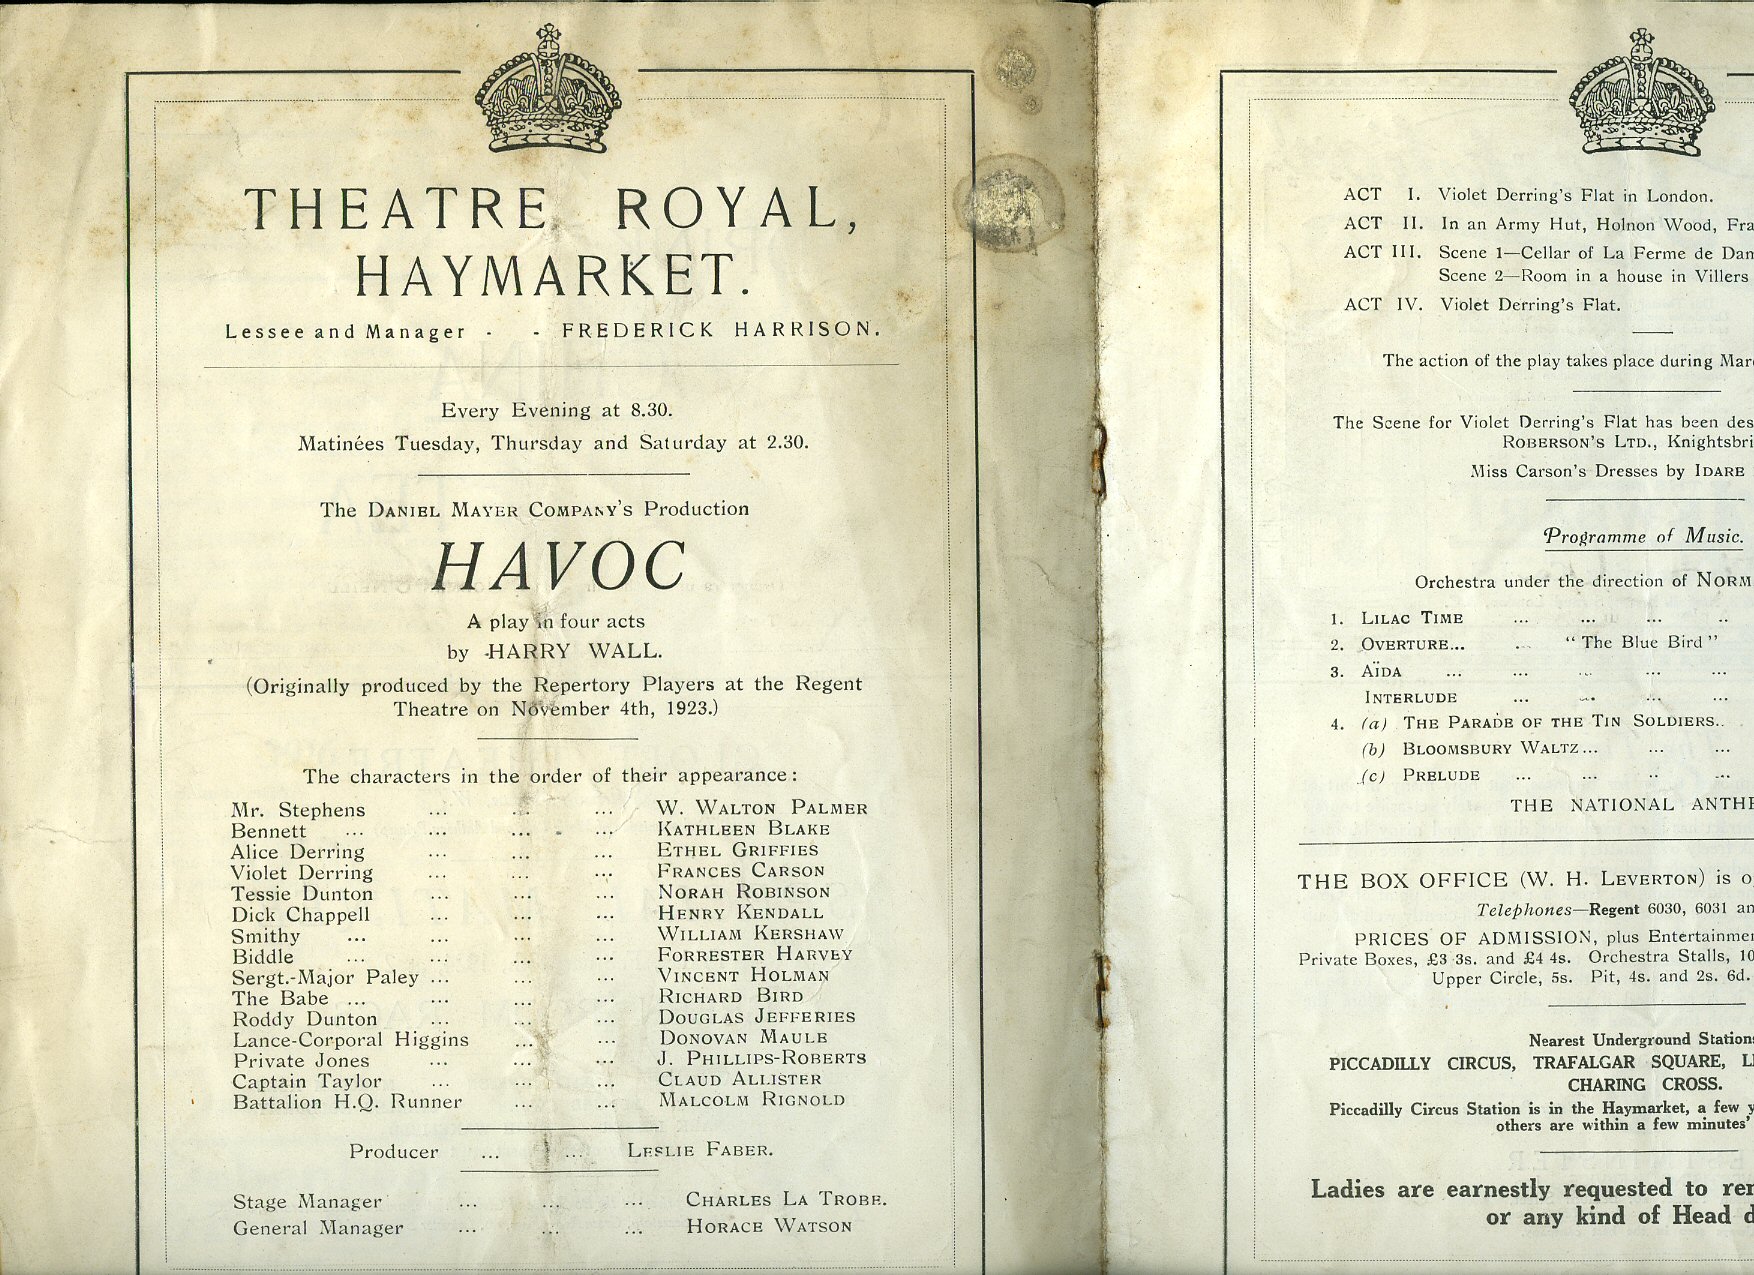 THEATRE ROYAL,
HAYMARKET.
Lessee and Manager - - FREDERICK HARRISON.
Every Evening at 8.30.
Matinées Tuesday, Thursday and Saturday at 2.30.
The DANIEL MAYER COMPANY's Production
HAVOC
A play in four acts
by HARRY WALL.
(Originally produced by the Repertory Players at the Regent
Theatre on November 4th, 1923.)
The characters in the order of their appearance:
Mr. Stephens ... ... ... W. WALTON PALMER
Bennett ... ... ... ... KATHLEEN BLAKE
Alice Derring ... ... ... ETHEL GRIFFIES
Violet Derring ... ... ... FRANCES CARSON
Tessie Dunton ... ... ... NORAH ROBINSON
Dick Chappell ... ... ... HENRY KENDALL
Smithy ... ... ... ... WILLIAM KERSHAW
Biddle ... ... ... ... FORRESTER HARVEY
Sergt.-Major Paley ... ... ... VINCENT HOLMAN
The Babe ... ... ... ... RICHARD BIRD
Roddy Dunton ... ... ... DOUGLAS JEFFERIES
Lance-Corporal Higgins ... ... DONOVAN MAULE
Private Jones ... ... ... J. PHILLIPS-ROBERTS
Captain Taylor ... ... ... CLAUD ALLISTER
Battalion H.Q. Runner ... ... MALCOLM RIGNOLD
Producer ... ... LESLIE FABER.
Stage Manager ... ... ... CHARLES LA TROBE.
General Manager ... ... ... HORACE WATSON
ACT I. Violet Derring's Flat in London.
ACT II. In an Army Hut, Holnon Wood, Fra
ACT III. Scene 1—Cellar of La Ferme de Dam
Scene 2—Room in a house in Villers
ACT IV. Violet Derring's Flat.
The action of the play takes place during Marc
The Scene for Violet Derring's Flat has been des
ROBERSON'S LTD., Knightsbri
Miss Carson's Dresses by IDARE
Programme of Music.
Orchestra under the direction of NORM
1. LILAC TIME ... ... ... ..
2. OVERTURE... ... "The Blue Bird"
3. AÏDA ... ... ... ... ...
INTERLUDE ... ... ... ...
4. (a) THE PARADE OF THE TIN SOLDIERS..
(b) BLOOMSBURY WALTZ... ... ...
(c) PRELUDE ... ... .. ...
THE NATIONAL ANTHE
THE BOX OFFICE (W. H. LEVERTON) is o
Telephones—Regent 6030, 6031 an
PRICES OF ADMISSION, plus Entertainmen
Private Boxes, £3 3s. and £4 4s. Orchestra Stalls, 10
Upper Circle, 5s. Pit, 4s. and 2s. 6d.
Nearest Underground Stations
PICCADILLY CIRCUS, TRAFALGAR SQUARE, LE
CHARING CROSS.
Piccadilly Circus Station is in the Haymarket, a few y
others are within a few minutes'
Ladies are earnestly requested to rem
or any kind of Head d